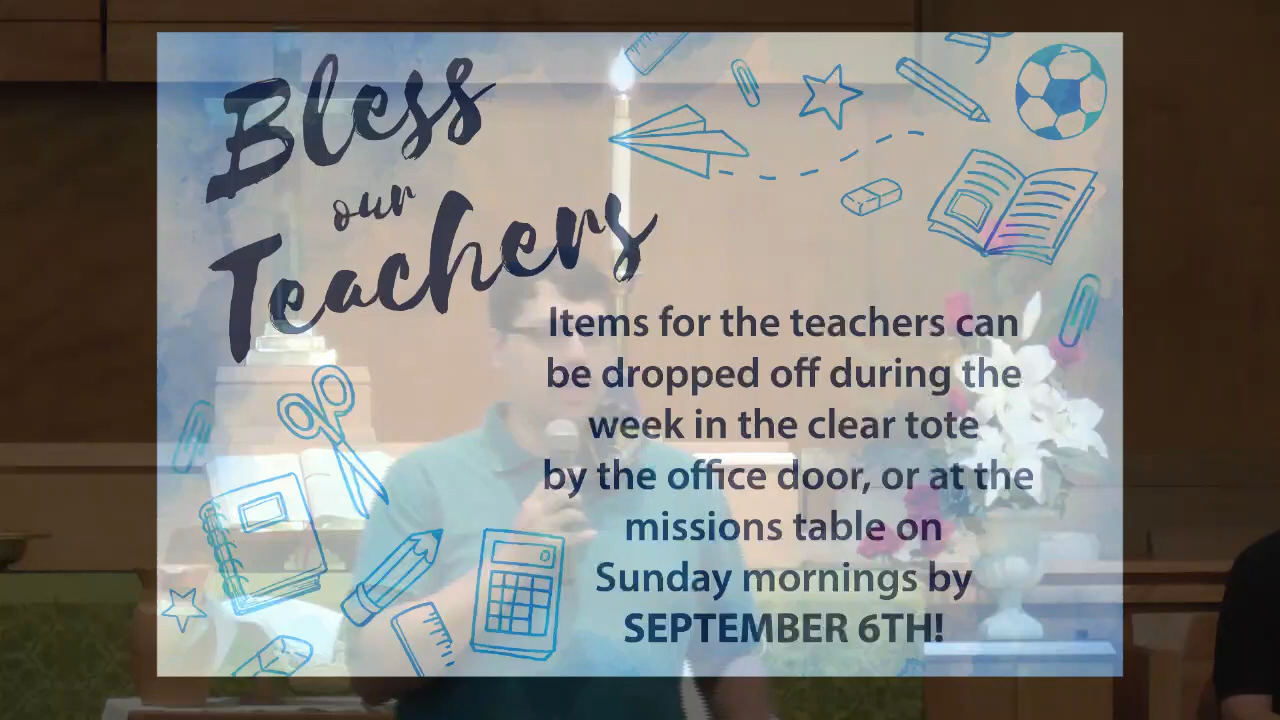 Bless
our
Teachers
Items for the teachers can
be dropped off during the
week in the clear tote
by the office door, or at the
missions table on
Sunday mornings by
SEPTEMBER 6TH!